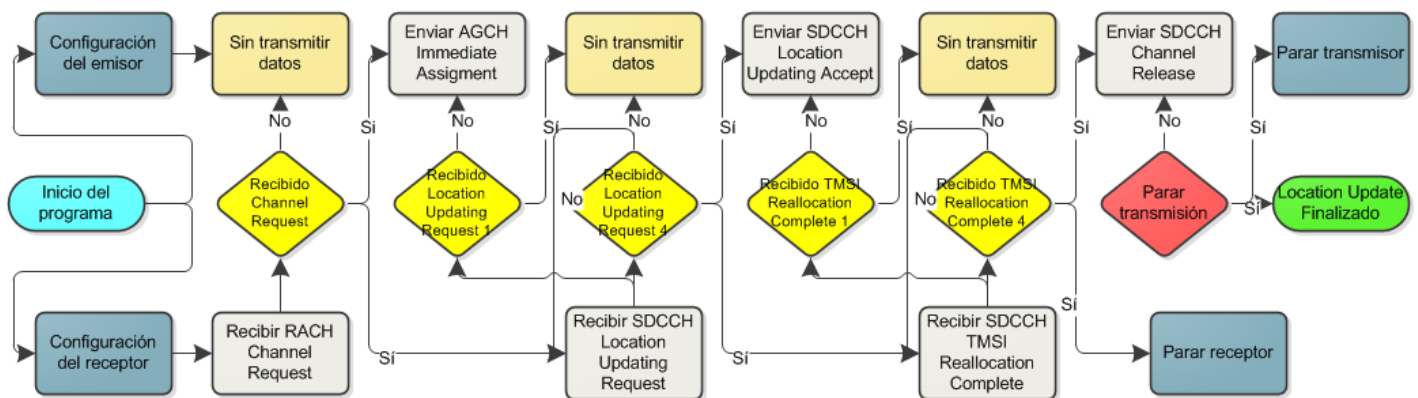 Configuración
del emisor
Sin transmitir
datos
Enviar AGCH
Immediate
Assigment
Sin transmitir
datos
Enviar SDCCH
Location
Updating Accept
Sin transmitir
datos
Enviar SDCCH
Channel
Release
Parar transmisor
No
Sí
No
Sí
No
Sí
No
Sí
No
Sí
No
Sí
Inicio del
programa
Recibido
Channel
Request
Recibido
Location
Updating
Request 1
No
Recibido
Location
Updating
Request 4
Recibido TMSI
Reallocation
Complete 1
No
Recibido TMSI
Reallocation
Complete 4
Parar
transmisión
Sí
Location Update
Finalizado
Configuración
del receptor
Recibir RACH
Channel
Request
Sí
Recibir SDCCH
Location
Updating
Request
Sí
Recibir SDCCH
TMSI
Reallocation
Complete
Sí
Parar receptor